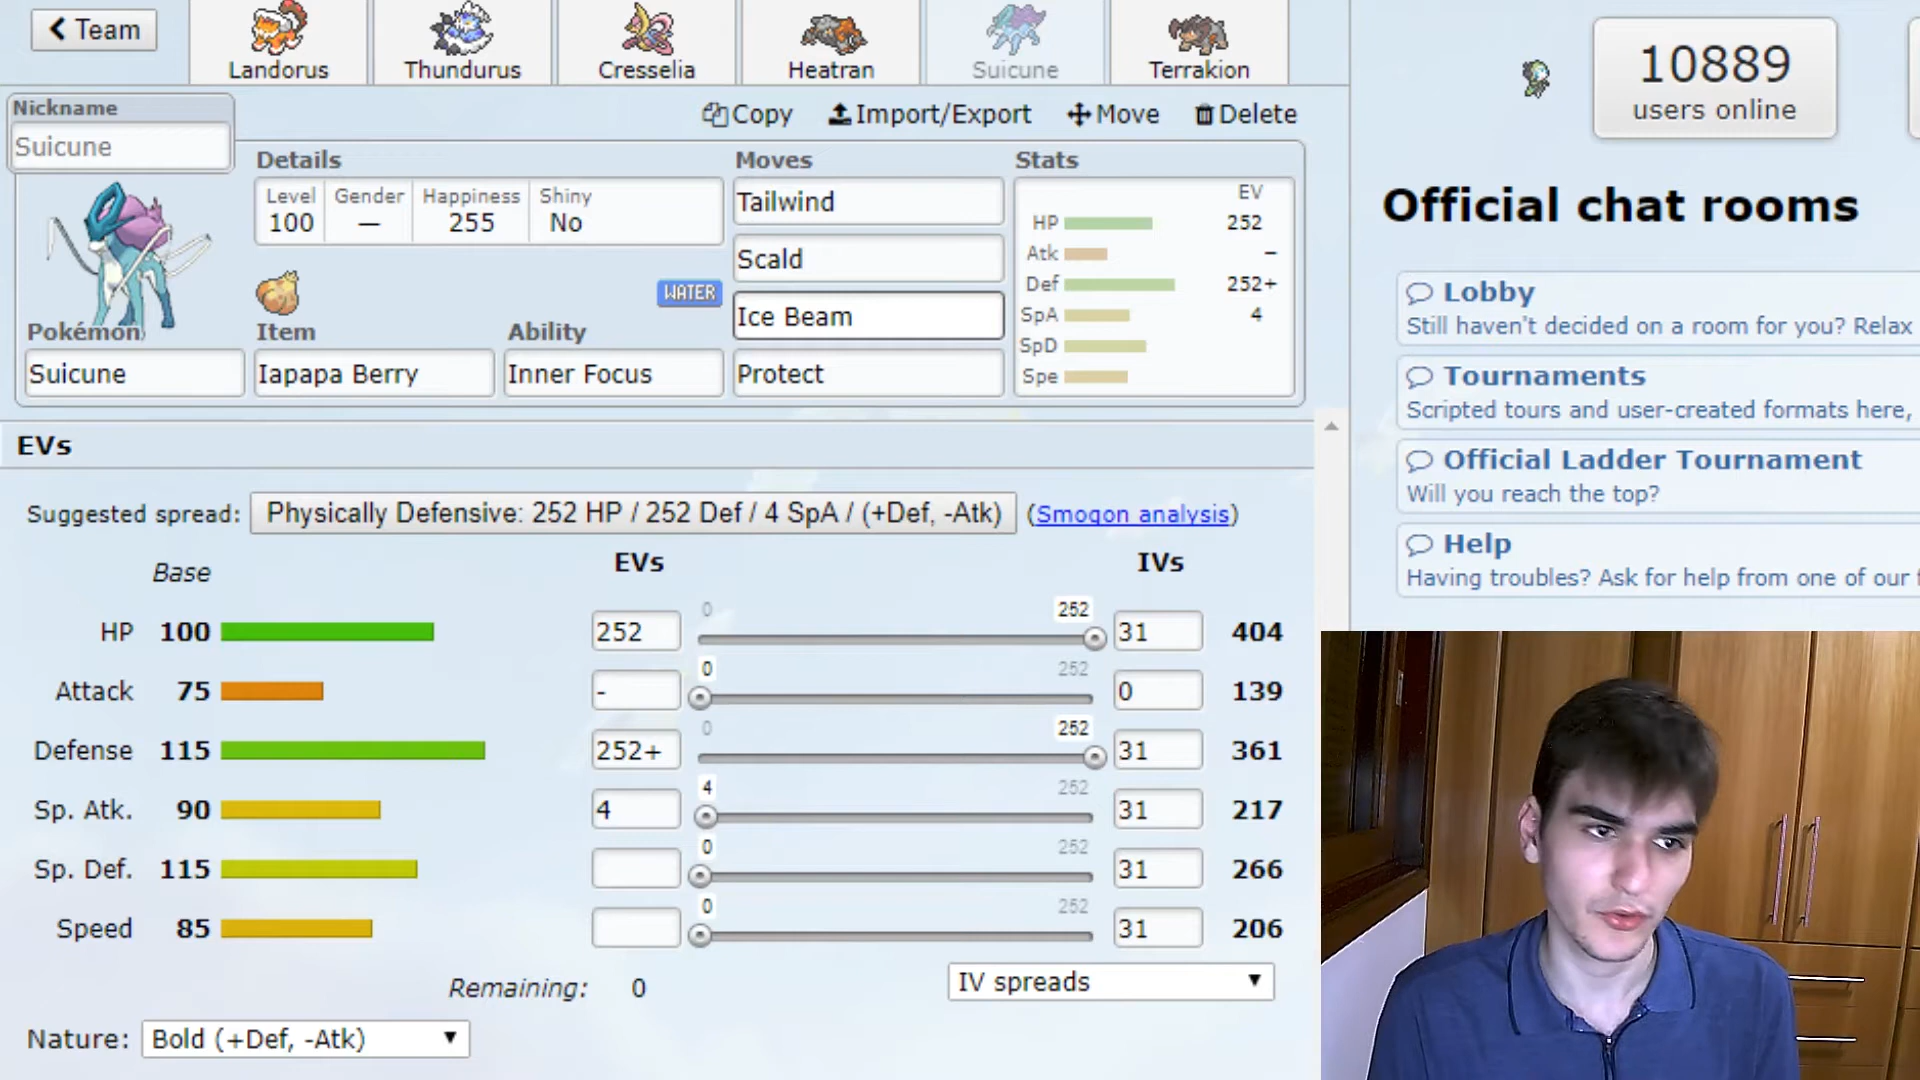 Team
Landorus
Thundurus
Cresselia
Heatran
Suicune
Terrakion
10889
users online
Nickname
Suicune
Copy
Import/Export
Move
Delete
Details
Moves
Stats
Level
100
Gender
—
Happiness
255
Shiny
No
WATER
Pokémon
Suicune
Item
Iapapa Berry
Ability
Inner Focus
Tailwind
Scald
Ice Beam
Protect
EV
HP 252
Atk –
Def 252+
SpA 4
SpD
Spe
Official chat rooms
Lobby
Still haven't decided on a room for you? Relax
Tournaments
Scripted tours and user-created formats here,
Official Ladder Tournament
Will you reach the top?
Help
Having troubles? Ask for help from one of our f
EVs
Suggested spread: Physically Defensive: 252 HP / 252 Def / 4 SpA / (+Def, -Atk) (Smogon analysis)
Base EVs IVs
HP 100 252 0 252 31 404
Attack 75 - 0 252 0 139
Defense 115 252+ 0 252 31 361
Sp. Atk. 90 4 4 252 31 217
Sp. Def. 115 0 252 31 266
Speed 85 0 252 31 206
Remaining: 0
IV spreads
Nature: Bold (+Def, -Atk)